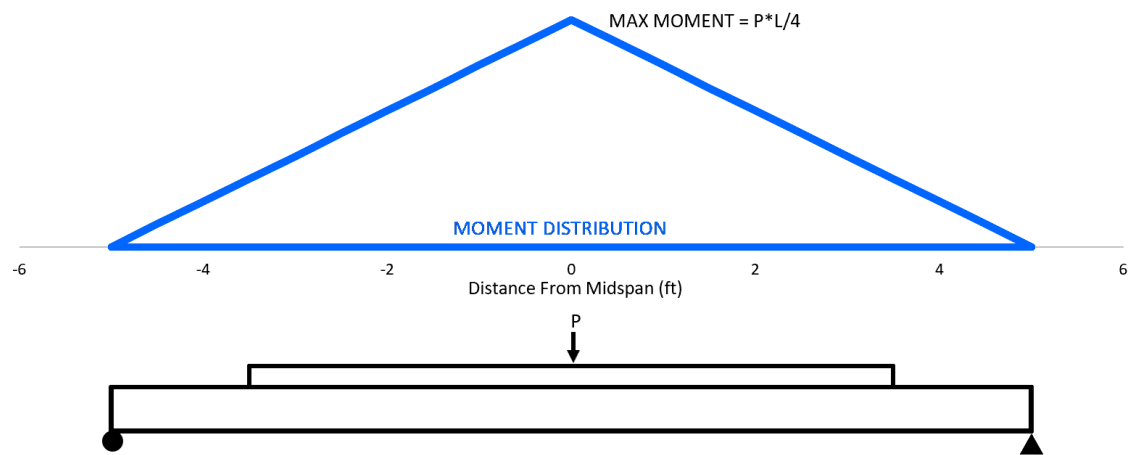 MAX MOMENT = P*L/4
MOMENT DISTRIBUTION
-6 -4 -2 0 2 4 6
Distance From Midspan (ft)
P